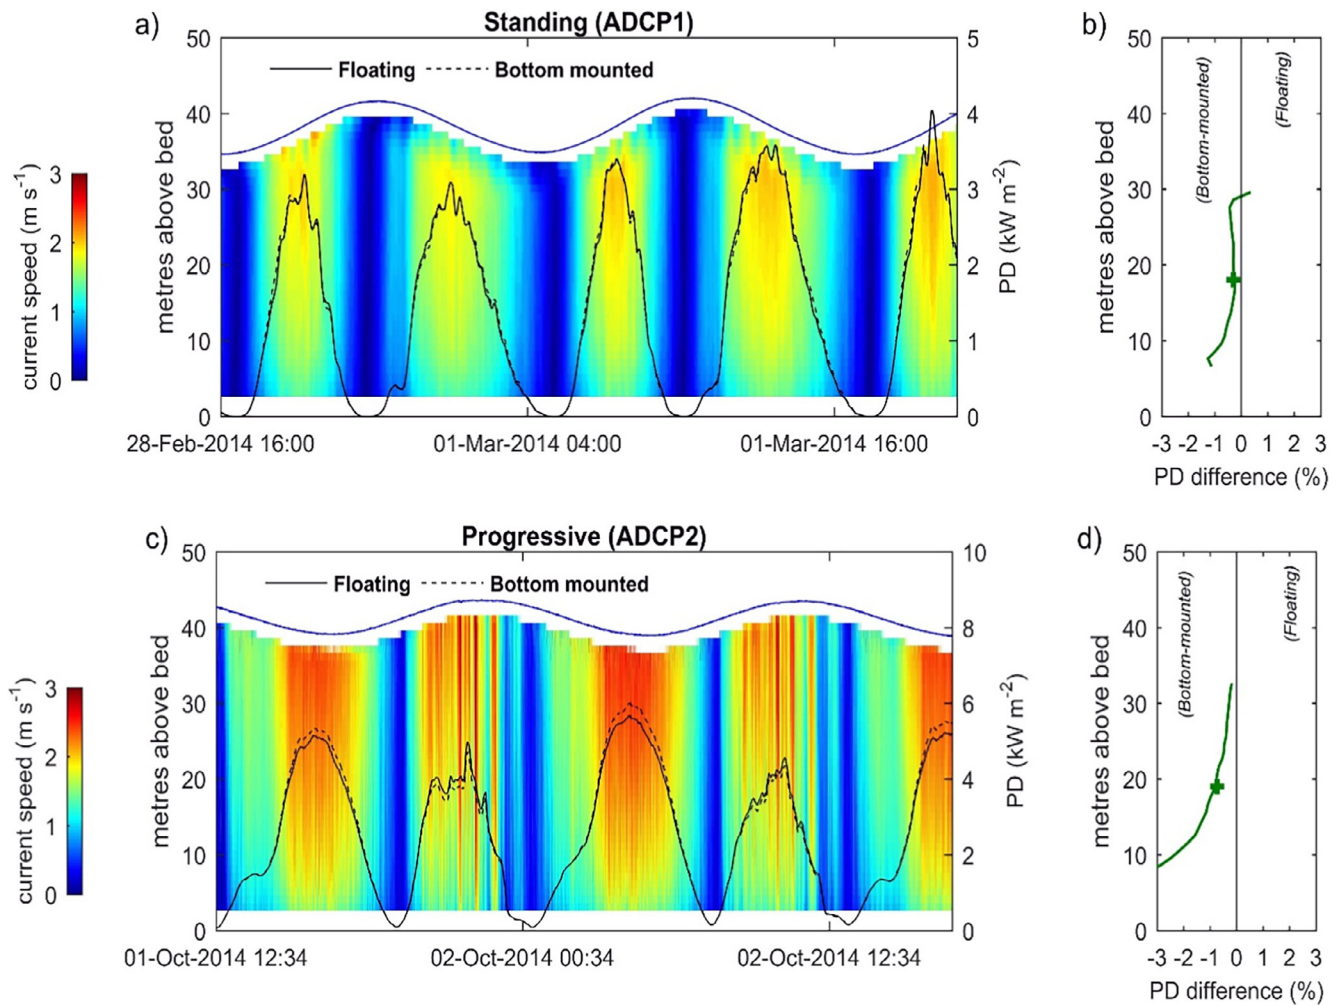 a)
Standing (ADCP1)
Floating
Bottom mounted
50
40
30
20
10
0
metres above bed
5
4
3
2
1
0
PD (kW m-2)
28-Feb-2014 16:00
01-Mar-2014 04:00
01-Mar-2014 16:00
current speed (m s-1)
3
2
1
0
b)
(Bottom-mounted)
(Floating)
50
40
30
20
10
0
metres above bed
-3 -2 -1 0 1 2 3
PD difference (%)
c)
Progressive (ADCP2)
Floating
Bottom mounted
50
40
30
20
10
0
metres above bed
10
8
6
4
2
0
PD (kW m-2)
01-Oct-2014 12:34
02-Oct-2014 00:34
02-Oct-2014 12:34
current speed (m s-1)
3
2
1
0
d)
(Bottom-mounted)
(Floating)
50
40
30
20
10
0
metres above bed
-3 -2 -1 0 1 2 3
PD difference (%)